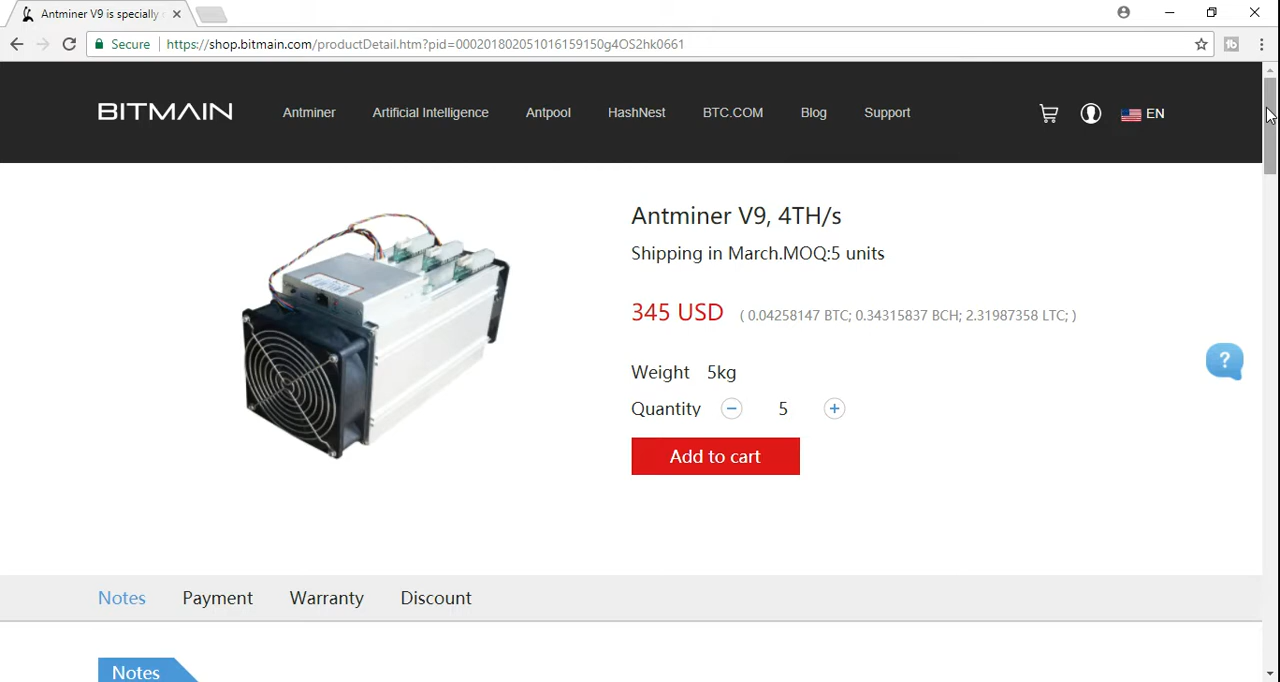 Antminer V9 is specially
Secure https://shop.bitmain.com/productDetail.htm?pid=000201802051016159150g4OS2hk0661
BITMAIN Antminer Artificial Intelligence Antpool HashNest BTC.COM Blog Support EN
Antminer V9, 4TH/s
Shipping in March.MOQ:5 units
345 USD ( 0.04258147 BTC; 0.34315837 BCH; 2.31987358 LTC; )
Weight 5kg
?
Quantity − 5 +
Add to cart
Notes Payment Warranty Discount
Notes